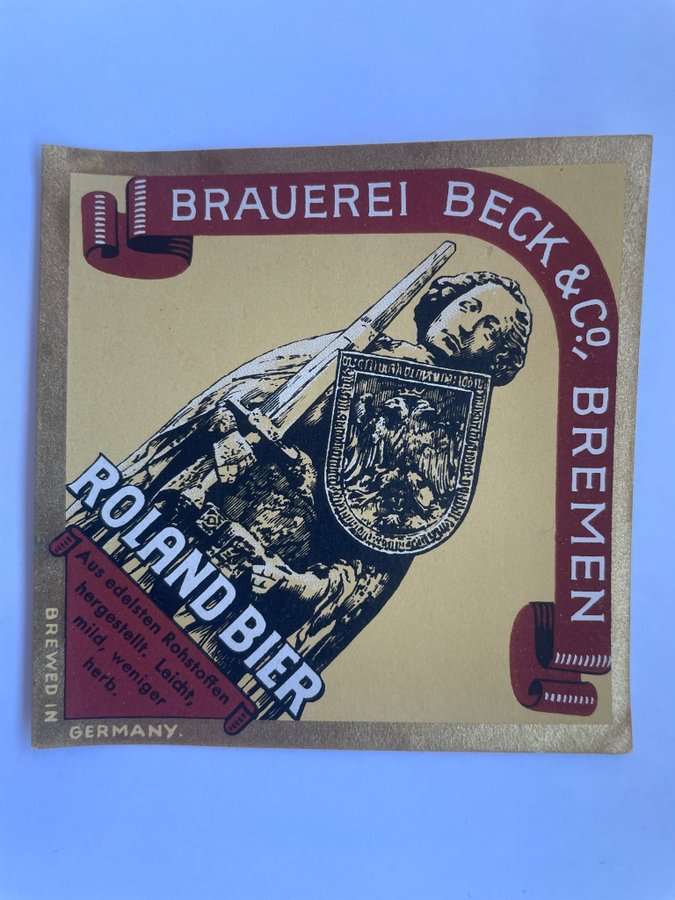 BRAUEREI BECK & Co., BREMEN
ROLAND BIER
Aus edelsten Rohstoffen
hergestellt. Leicht,
mild, weniger
herb.
BREWED IN
GERMANY.